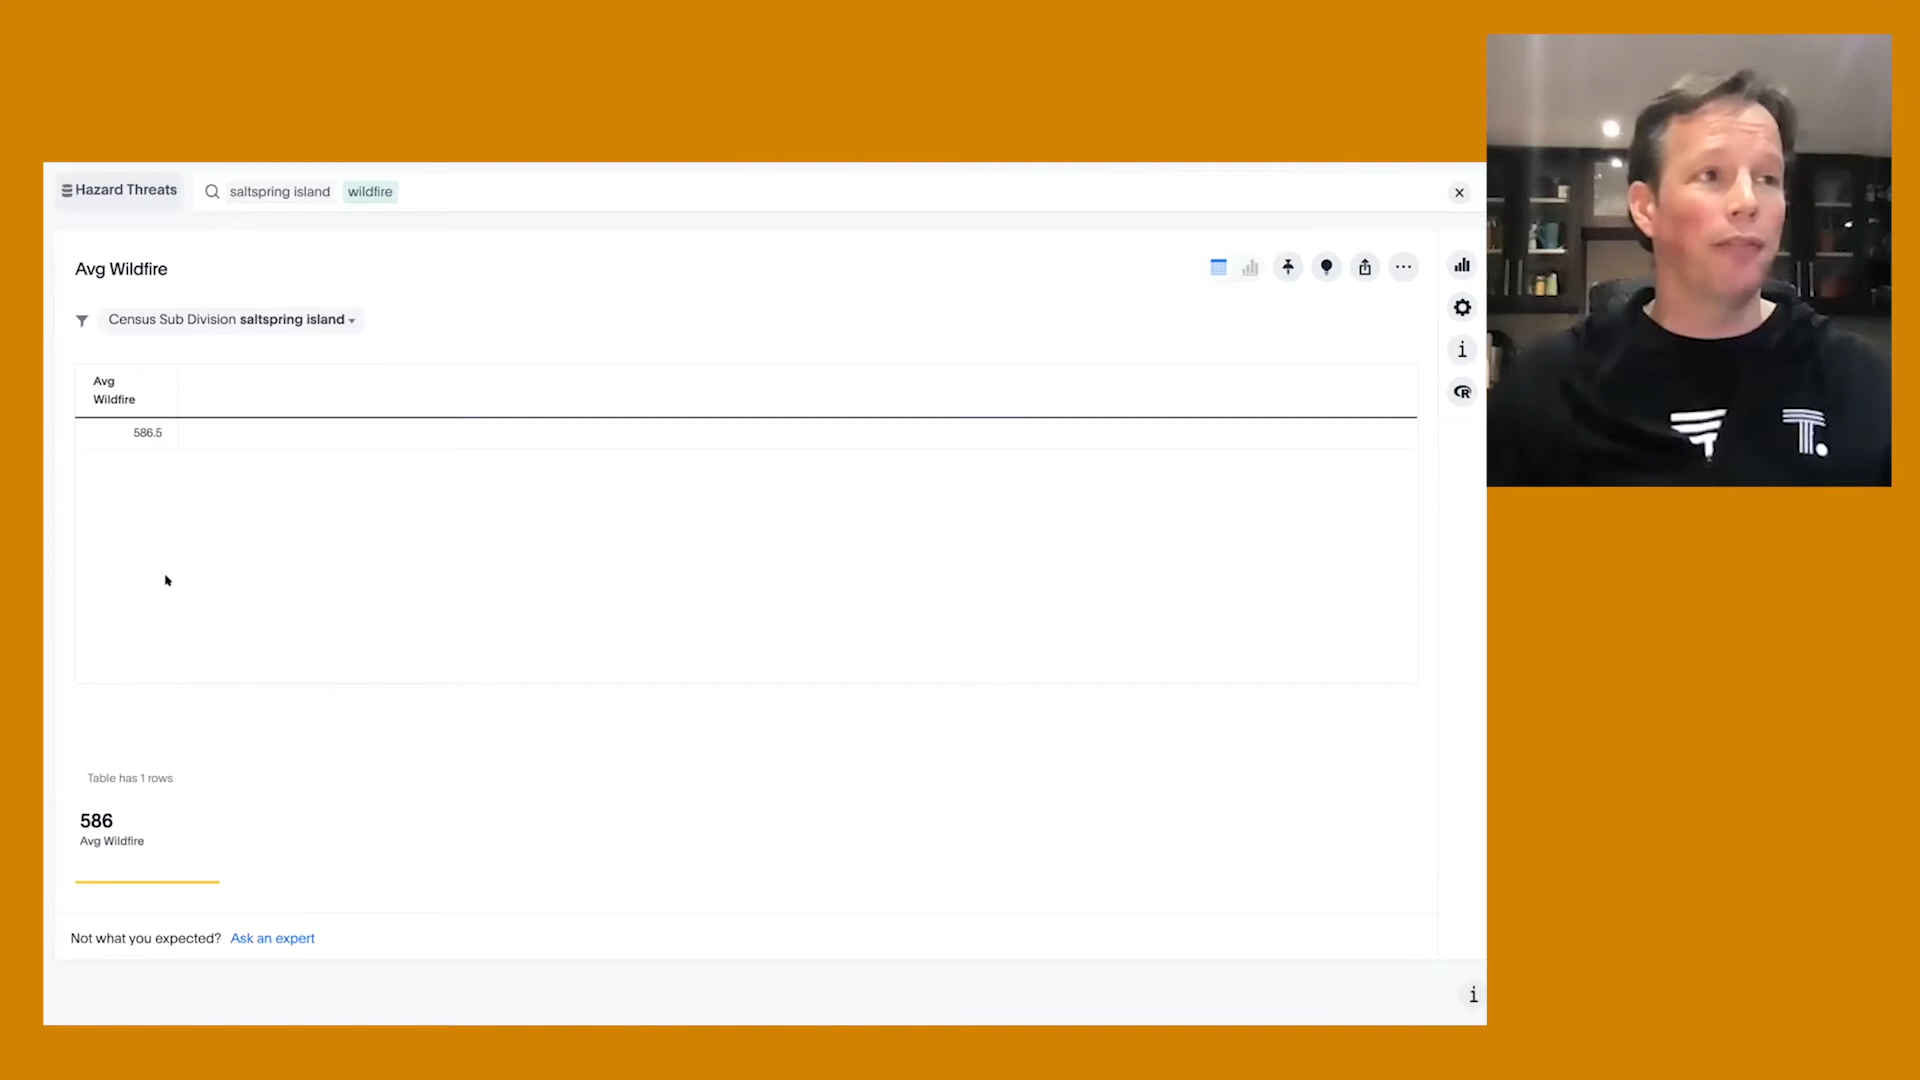 Hazard Threats
saltspring island wildfire
Avg Wildfire
Census Sub Division saltspring island
Avg
Wildfire
586.5
Table has 1 rows
586
Avg Wildfire
Not what you expected? Ask an expert
T.